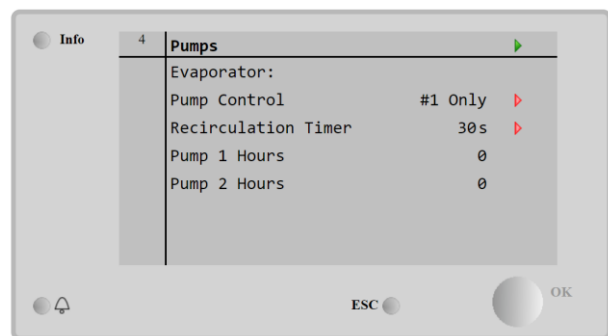 Info
4 Pumps
Evaporator:
Pump Control #1 Only
Recirculation Timer 30s
Pump 1 Hours 0
Pump 2 Hours 0
ESC
OK